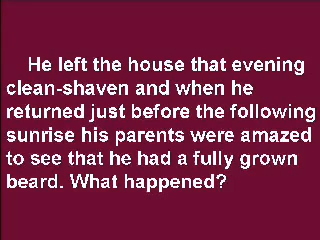 He left the house that evening
clean-shaven and when he
returned just before the following
sunrise his parents were amazed
to see that he had a fully grown
beard. What happened?